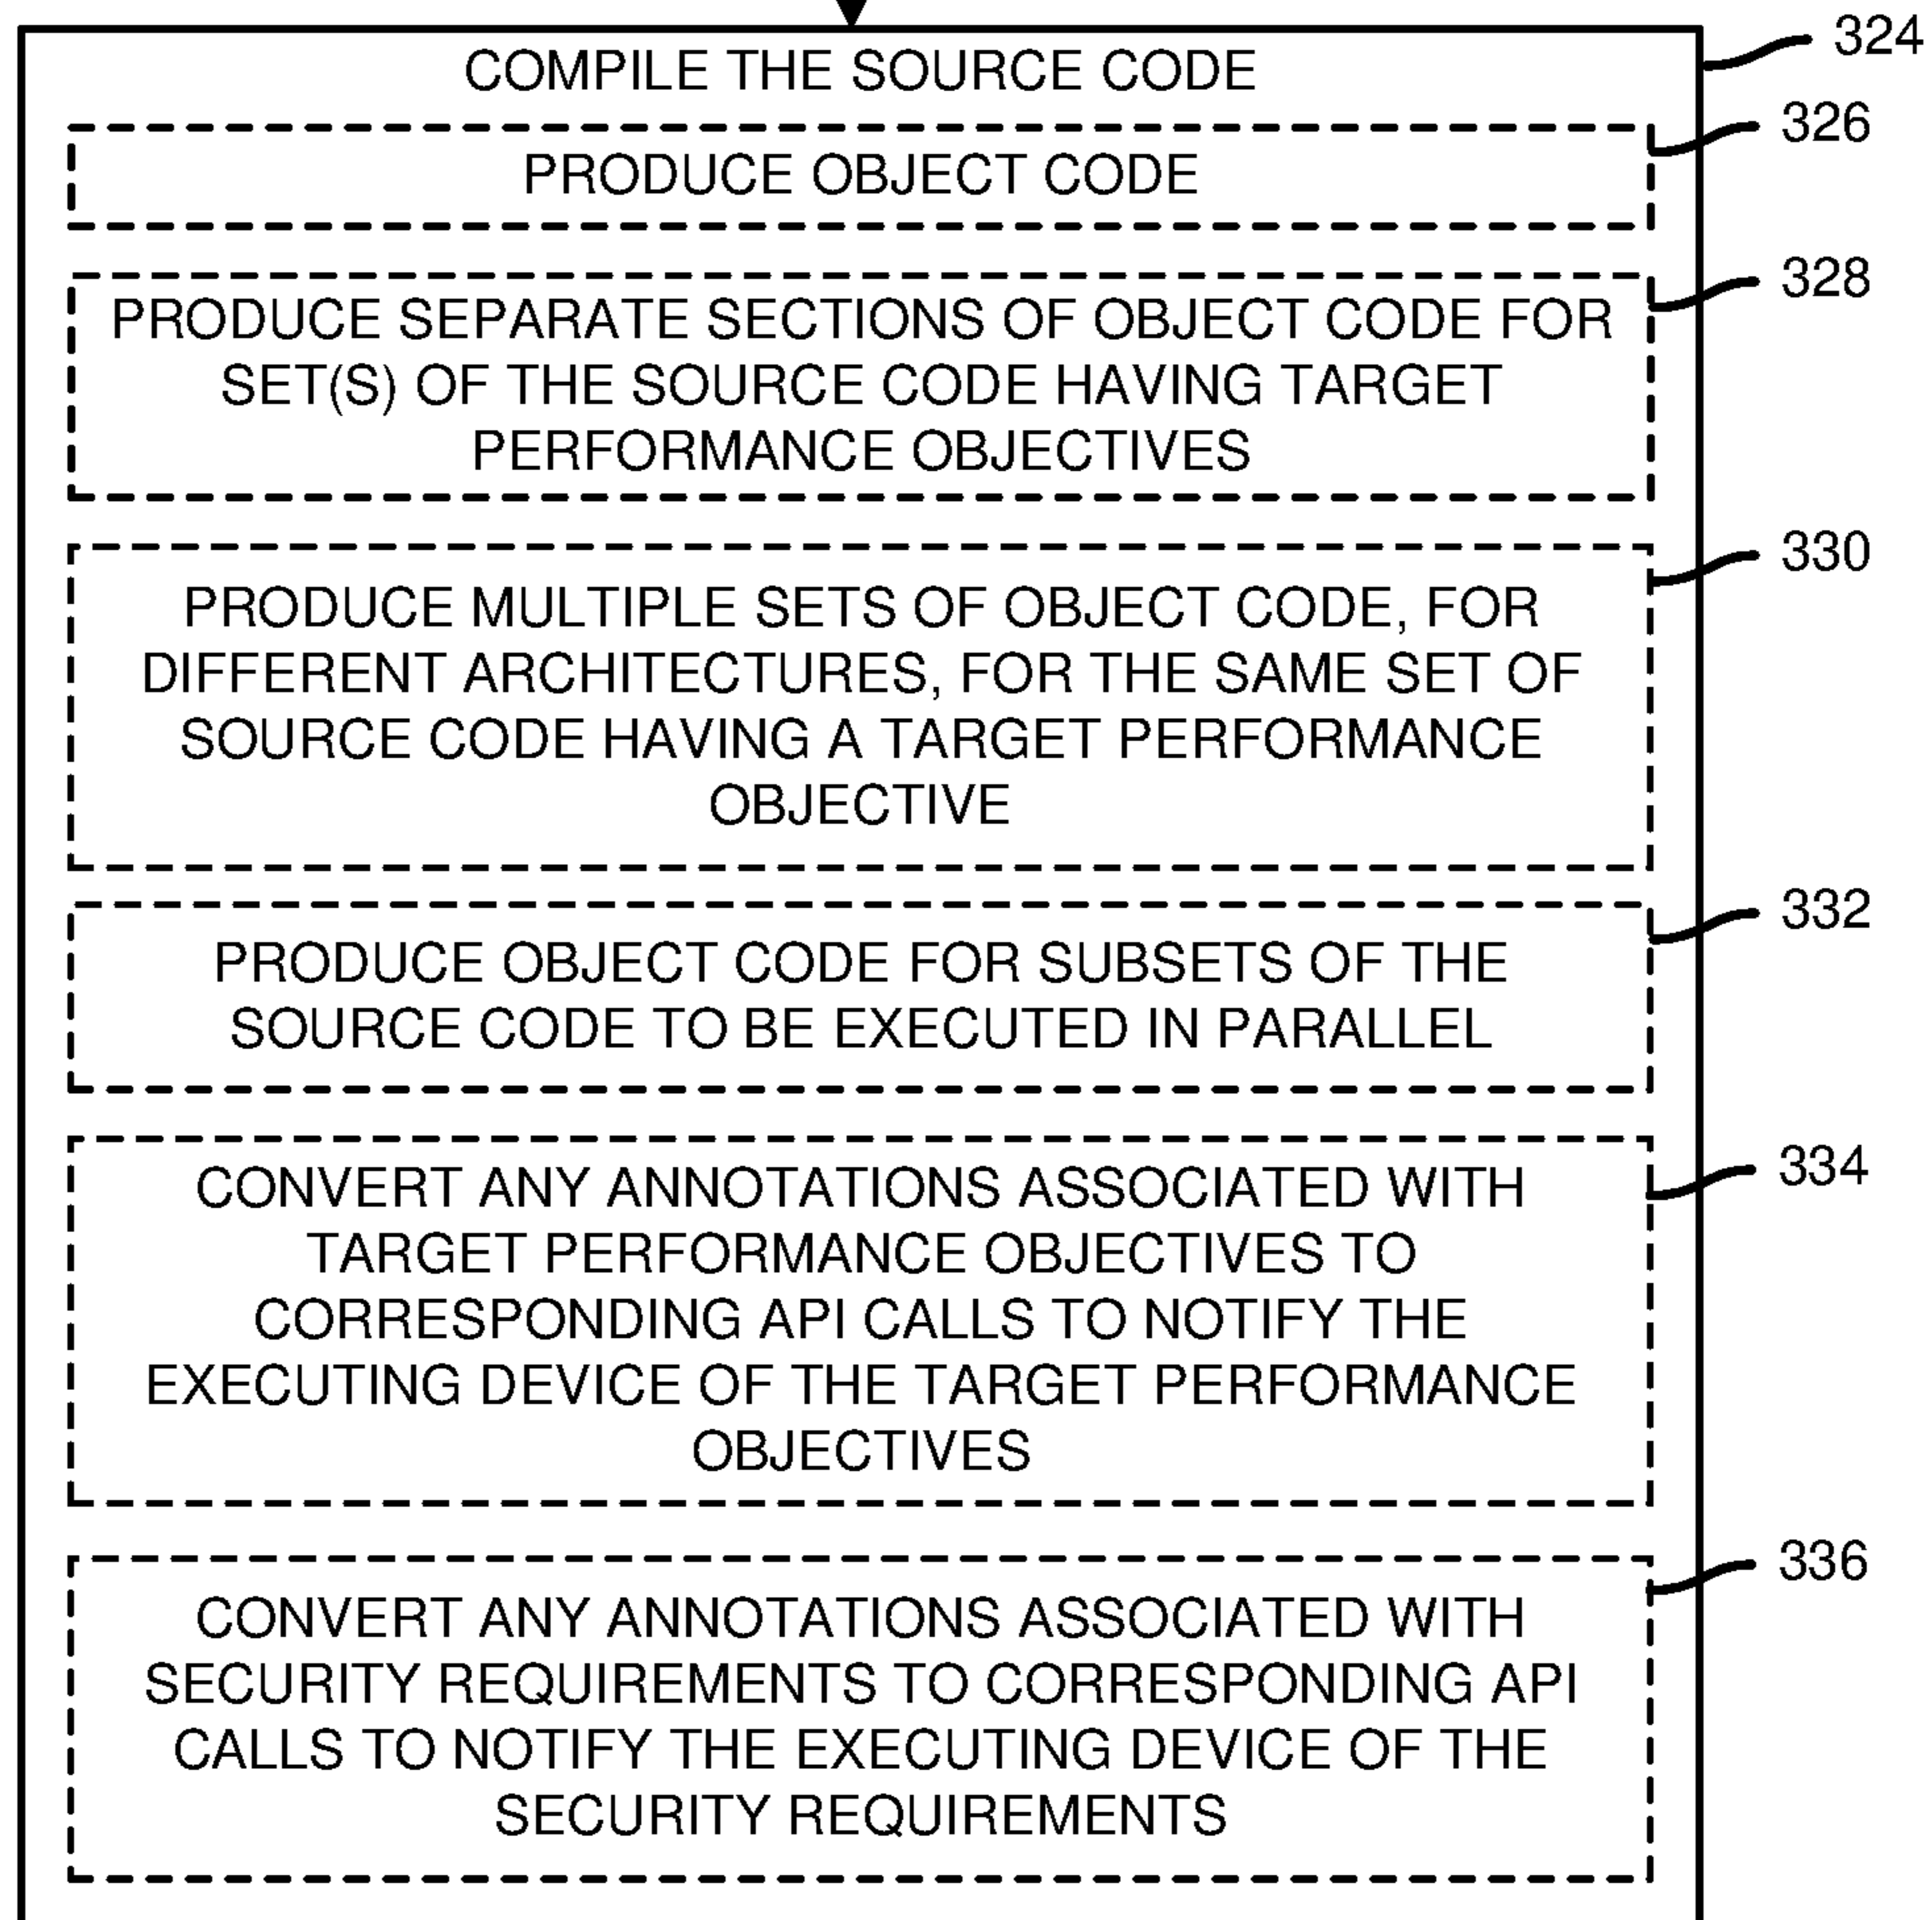 COMPILE THE SOURCE CODE
324
PRODUCE OBJECT CODE
326
PRODUCE SEPARATE SECTIONS OF OBJECT CODE FOR
SET(S) OF THE SOURCE CODE HAVING TARGET
PERFORMANCE OBJECTIVES
328
PRODUCE MULTIPLE SETS OF OBJECT CODE, FOR
DIFFERENT ARCHITECTURES, FOR THE SAME SET OF
SOURCE CODE HAVING A TARGET PERFORMANCE
OBJECTIVE
330
PRODUCE OBJECT CODE FOR SUBSETS OF THE
SOURCE CODE TO BE EXECUTED IN PARALLEL
332
CONVERT ANY ANNOTATIONS ASSOCIATED WITH
TARGET PERFORMANCE OBJECTIVES TO
CORRESPONDING API CALLS TO NOTIFY THE
EXECUTING DEVICE OF THE TARGET PERFORMANCE
OBJECTIVES
334
CONVERT ANY ANNOTATIONS ASSOCIATED WITH
SECURITY REQUIREMENTS TO CORRESPONDING API
CALLS TO NOTIFY THE EXECUTING DEVICE OF THE
SECURITY REQUIREMENTS
336